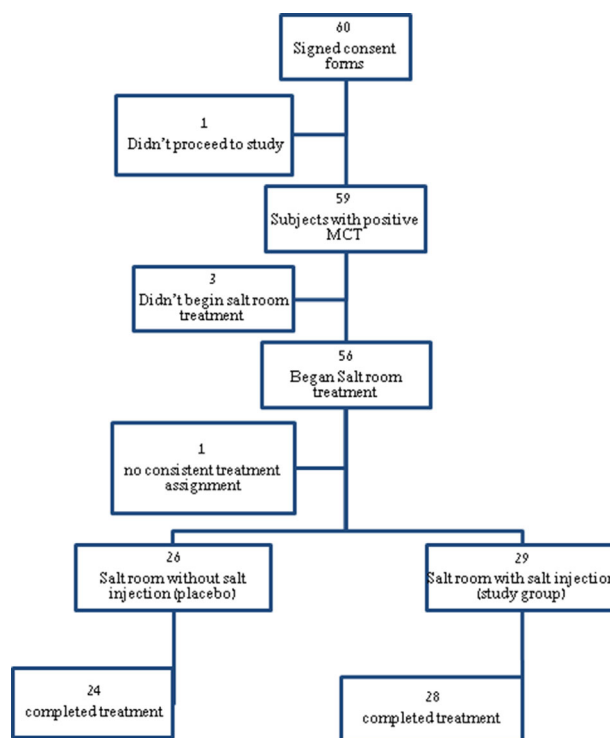 60
Signed consent
forms
1
Didn't proceed to study
59
Subjects with positive
MCT
3
Didn't begin salt room
treatment
56
Began Salt room
treatment
1
no consistent treatment
assignment
26
Salt room without salt
injection (placebo)
29
Salt room with salt injection
(study group)
24
completed treatment
28
completed treatment